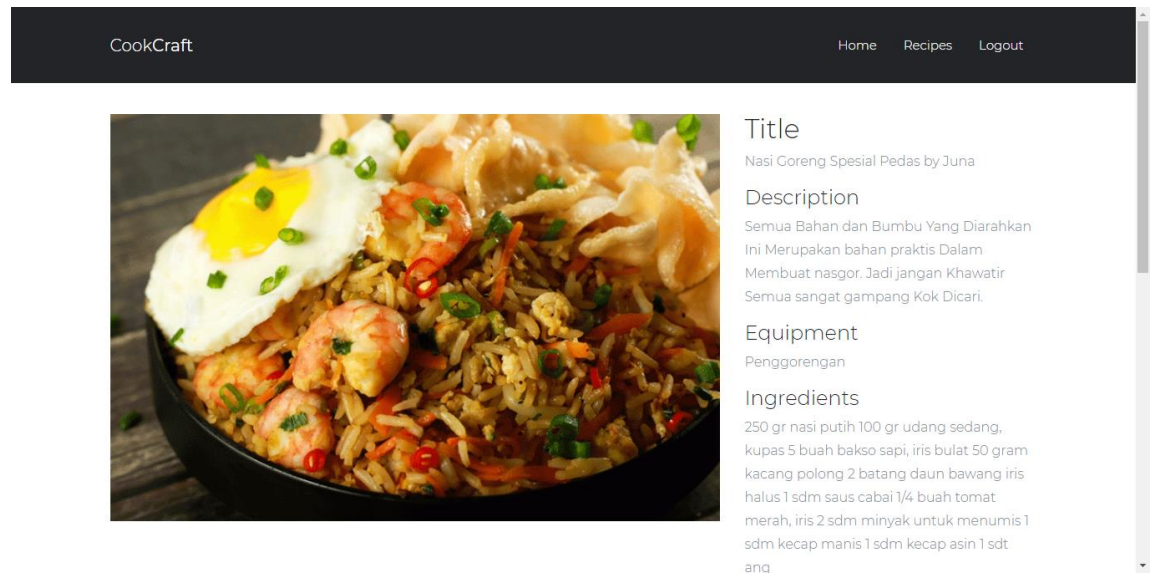 CookCraft
Home Recipes Logout
Title
Nasi Goreng Spesial Pedas by Juna
Description
Semua Bahan dan Bumbu Yang Diarahkan
Ini Merupakan bahan praktis Dalam
Membuat nasgor. Jadi jangan Khawatir
Semua sangat gampang Kok Dicari.
Equipment
Penggorengan
Ingredients
250 gr nasi putih 100 gr udang sedang,
kupas 5 buah bakso sapi, iris bulat 50 gram
kacang polong 2 batang daun bawang iris
halus 1 sdm saus cabai 1/4 buah tomat
merah, iris 2 sdm minyak untuk menumis 1
sdm kecap manis 1 sdm kecap asin 1 sdt
ang